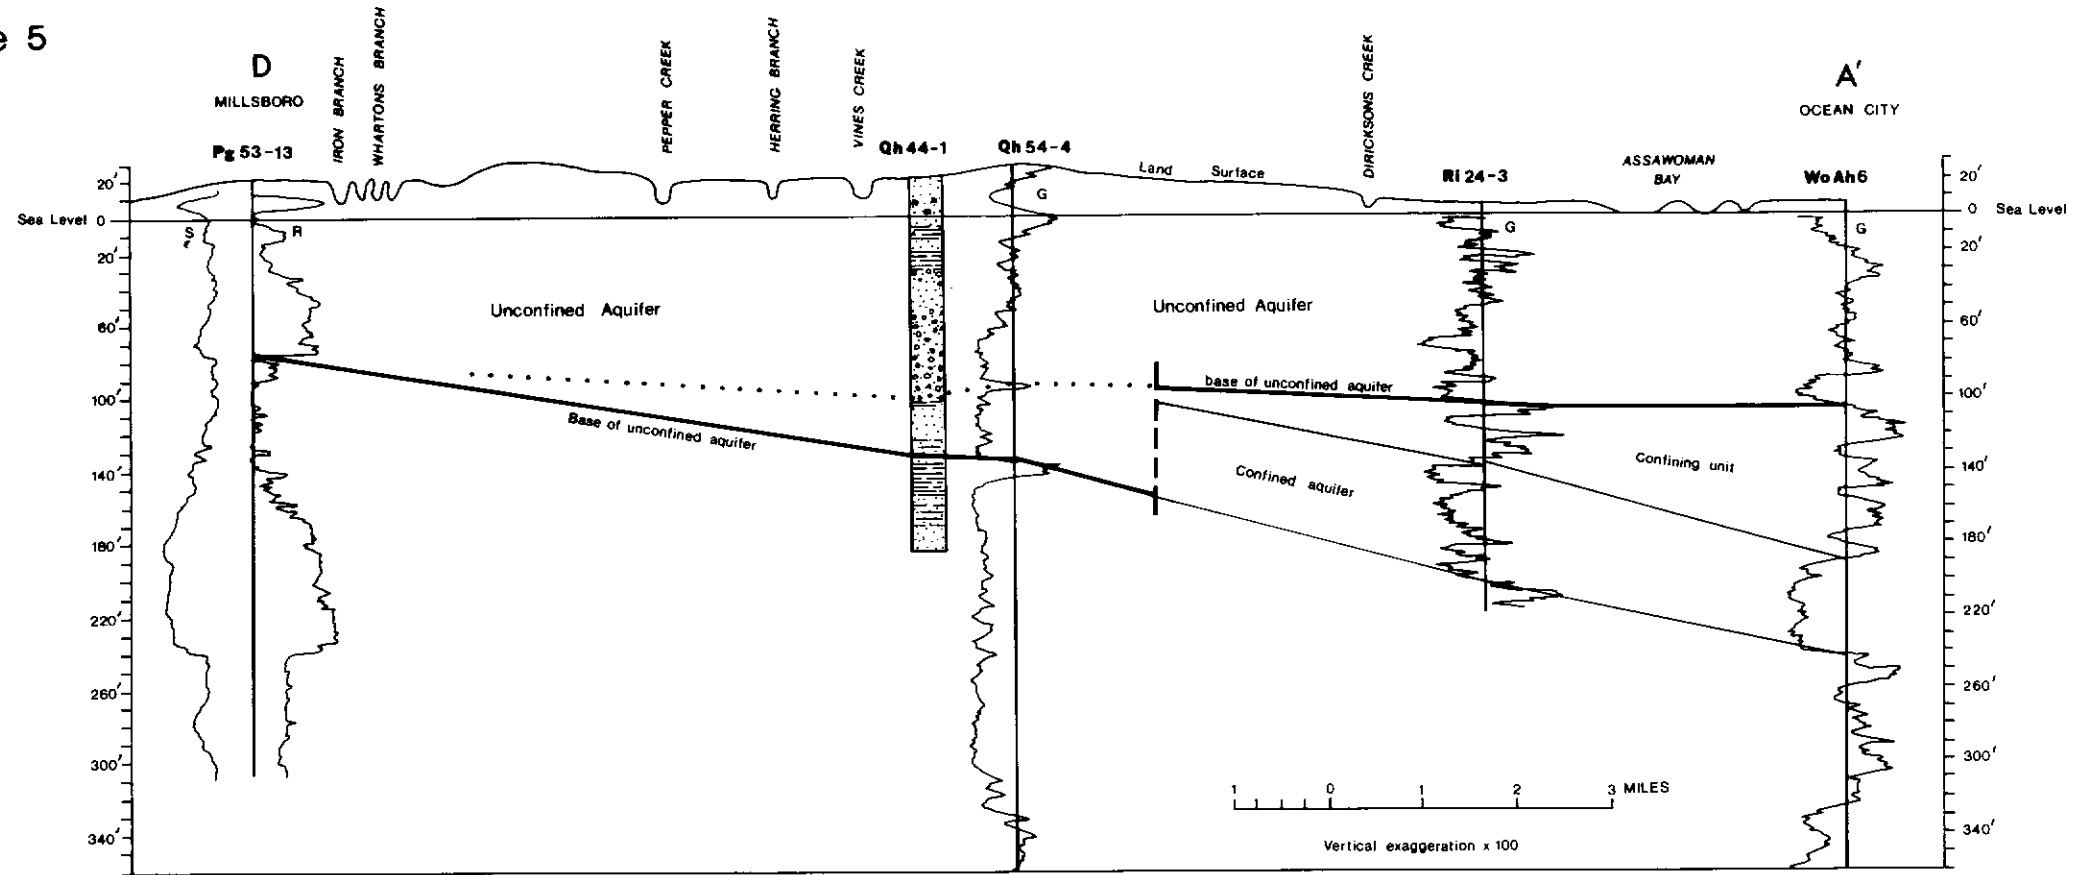 e 5
D
MILLSBORO
Pg 53-13
IRON BRANCH
WHARTONS BRANCH
PEPPER CREEK
HERRING BRANCH
VINES CREEK
Qh 44-1
Qh 54-4
DIRICKSONS CREEK
Ri 24-3
ASSAWOMAN
BAY
A'
OCEAN CITY
Wo Ah 6
Land Surface
Sea Level 0
20'
20'
60'
100'
140'
180'
220'
260'
300'
340'
S
R
G
G
G
Unconfined Aquifer
Unconfined Aquifer
Base of unconfined aquifer
base of unconfined aquifer
Confined aquifer
Confining unit
20'
0 Sea Level
20'
60'
100'
140'
180'
220'
260'
300'
340'
1 0 1 2 3 MILES
Vertical exaggeration x 100